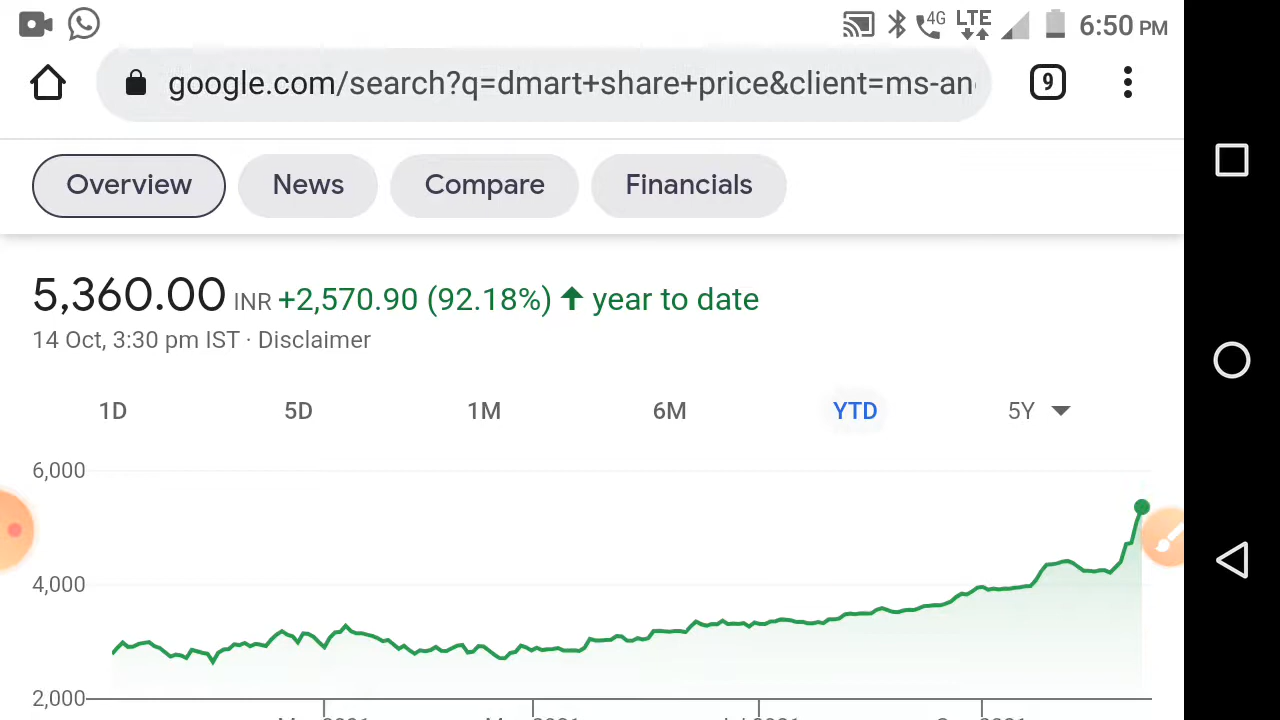 4G LTE 6:50 PM
google.com/search?q=dmart+share+price&client=ms-an
9
Overview News Compare Financials
5,360.00 INR +2,570.90 (92.18%) ↑ year to date
14 Oct, 3:30 pm IST · Disclaimer
1D 5D 1M 6M YTD 5Y
6,000
4,000
2,000